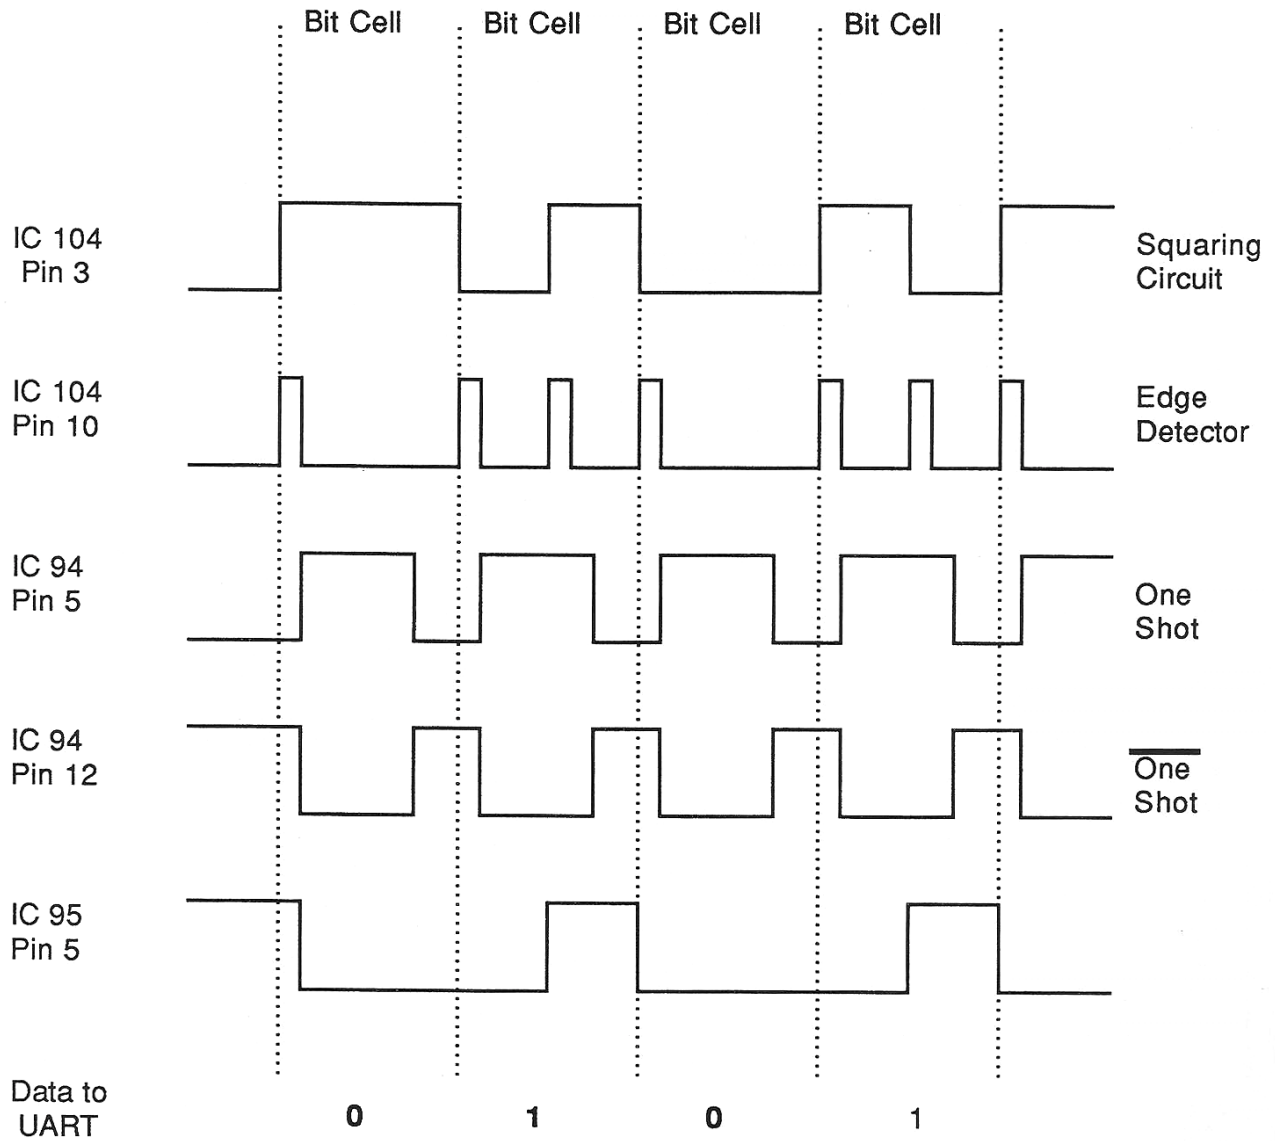 Bit Cell Bit Cell Bit Cell Bit Cell
IC 104
Pin 3
Squaring
Circuit
IC 104
Pin 10
Edge
Detector
IC 94
Pin 5
One
Shot
IC 94
Pin 12
One
Shot
IC 95
Pin 5
Data to
UART
0 1 0 1